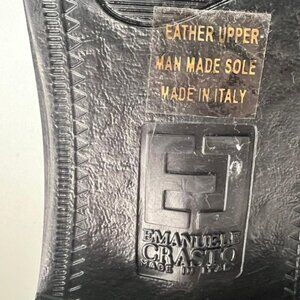 EATHER UPPER
MAN MADE SOLE
MADE IN ITALY
EMANUELE
CRASTO
MADE IN ITALY